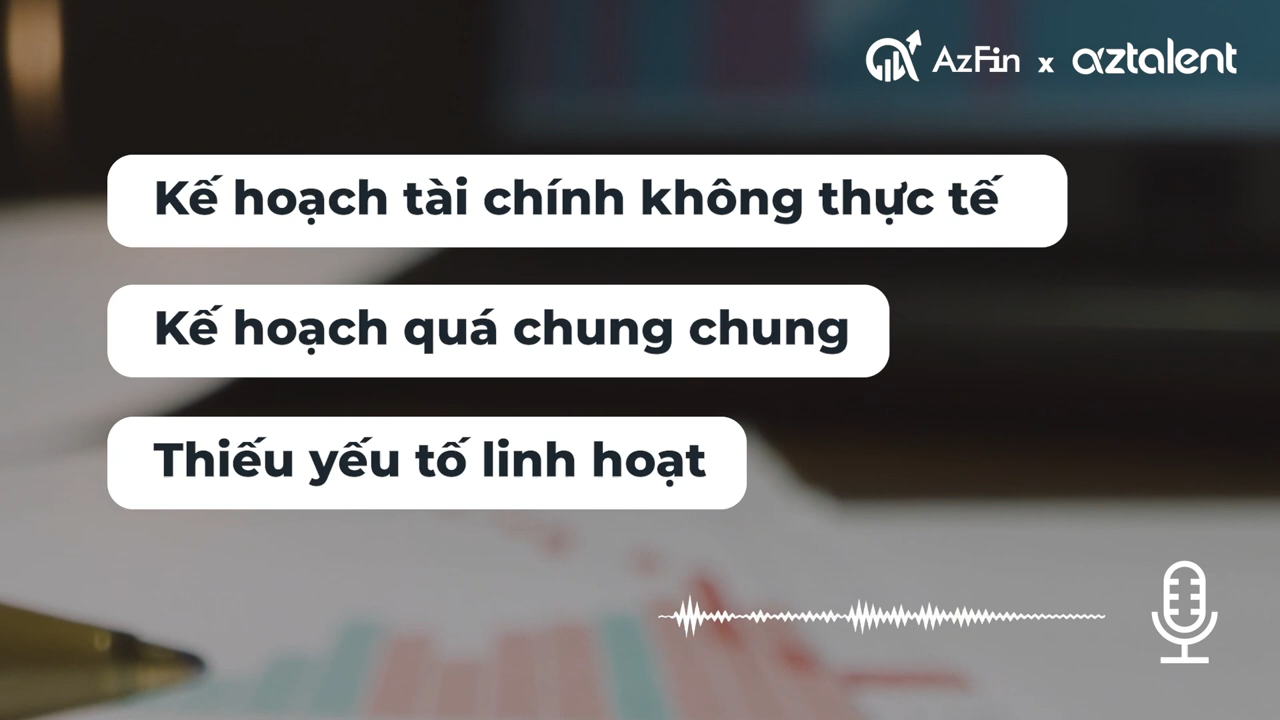 AzFin x aztalent
Kế hoạch tài chính không thực tế
Kế hoạch quá chung chung
Thiếu yếu tố linh hoạt